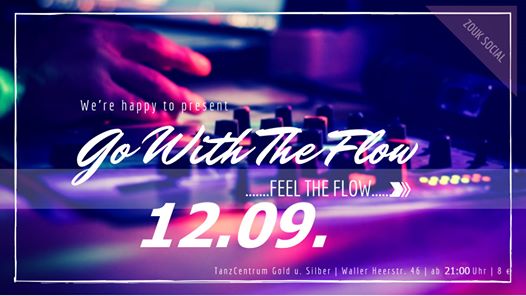 ZOUK SOCIAL
We're happy to present
Go With The Flow
.......FEEL THE FLOW.....
12.09.
TanzCentrum Gold u. Silber | Waller Heerstr. 46 | ab 21:00 Uhr | 8 €